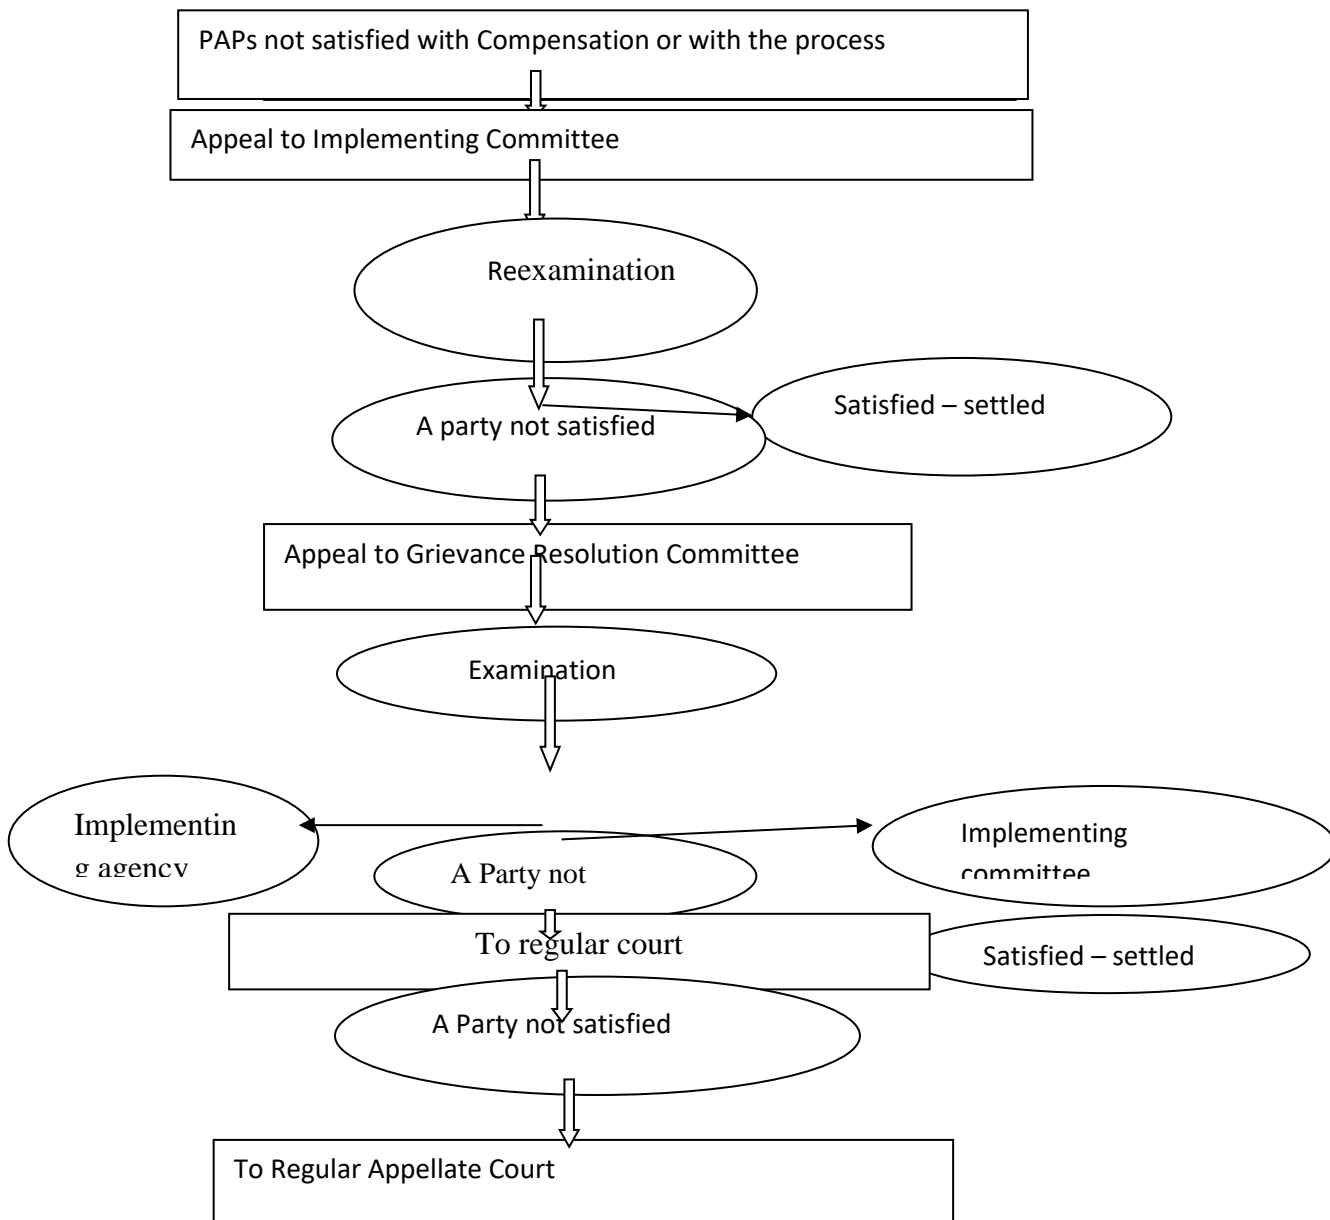 PAPs not satisfied with Compensation or with the process
Appeal to Implementing Committee
Reexamination
Satisfied – settled
A party not satisfied
Appeal to Grievance Resolution Committee
Examination
Implementin
g agency
Implementing
committee
A Party not
To regular court
Satisfied – settled
A Party not satisfied
To Regular Appellate Court